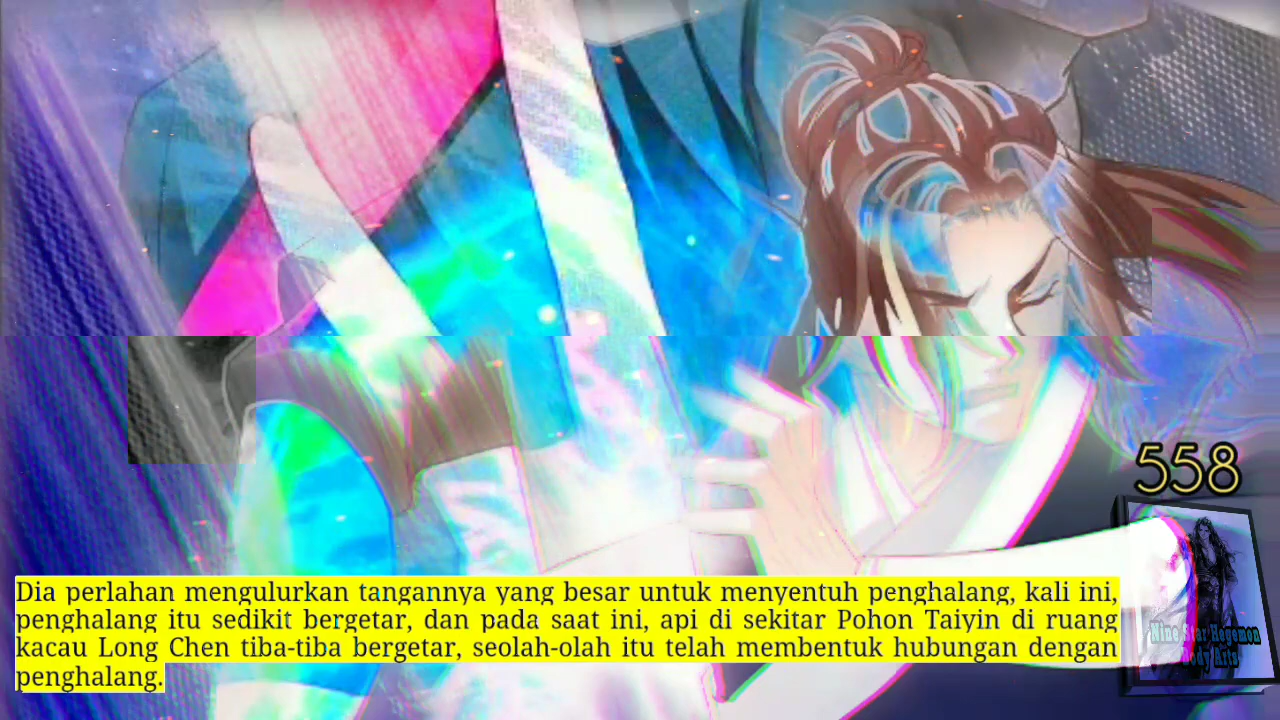 558
Dia perlahan mengulurkan tangannya yang besar untuk menyentuh penghalang, kali ini,
penghalang itu sedikit bergetar, dan pada saat ini, api di sekitar Pohon Taiyin di ruang
kacau Long Chen tiba-tiba bergetar, seolah-olah itu telah membentuk hubungan dengan
penghalang.
Nine Star Hegemon
Body Arts